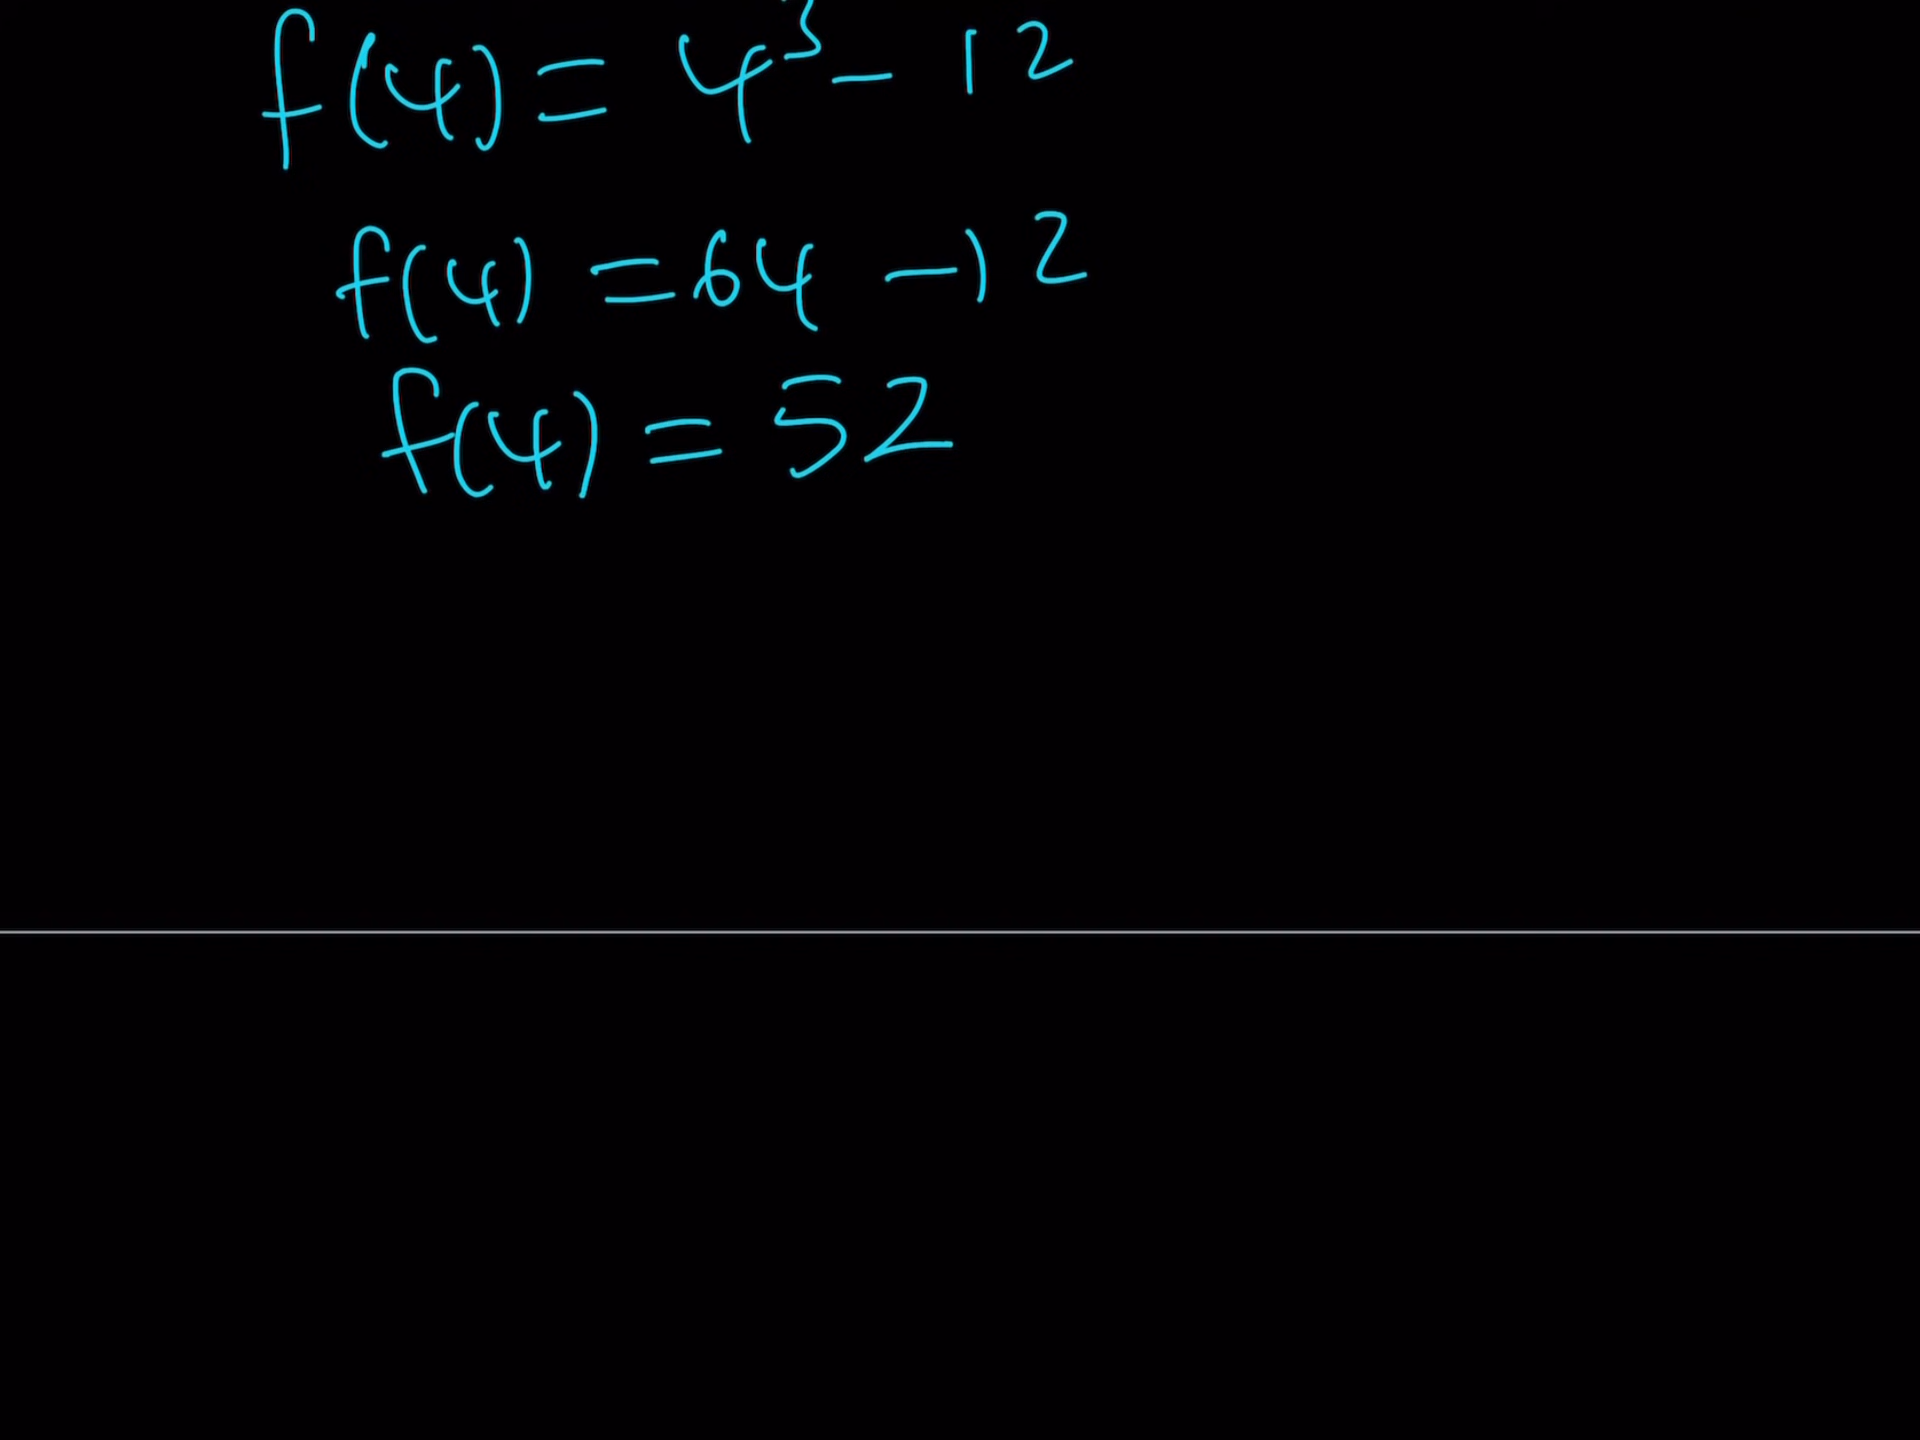 f(4) = 4³ - 12
f(4) = 64 - 12
f(4) = 52